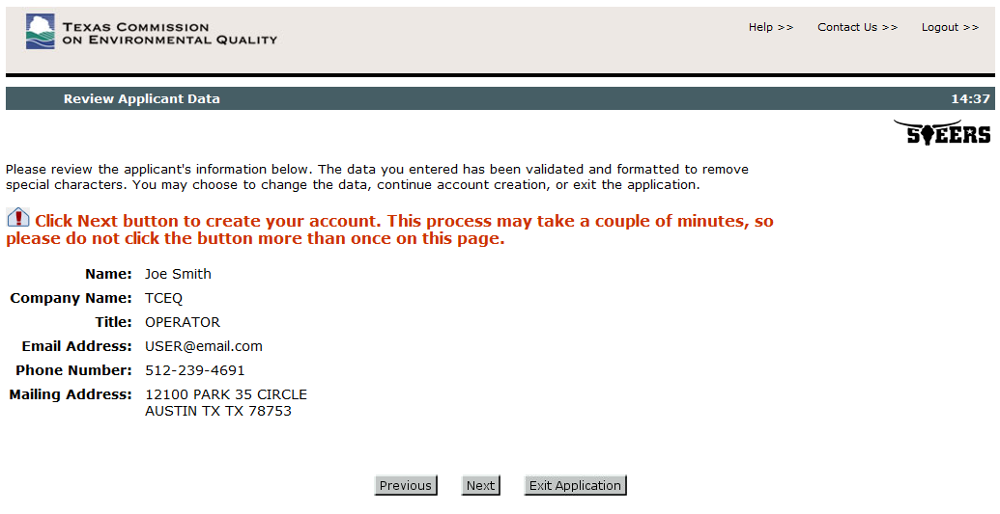 TEXAS COMMISSION
ON ENVIRONMENTAL QUALITY
Help >> Contact Us >> Logout >>
Review Applicant Data 14:37
STEERS
Please review the applicant's information below. The data you entered has been validated and formatted to remove
special characters. You may choose to change the data, continue account creation, or exit the application.
Click Next button to create your account. This process may take a couple of minutes, so
please do not click the button more than once on this page.
Name: Joe Smith
Company Name: TCEQ
Title: OPERATOR
Email Address: USER@email.com
Phone Number: 512-239-4691
Mailing Address: 12100 PARK 35 CIRCLE
AUSTIN TX TX 78753
Previous Next Exit Application